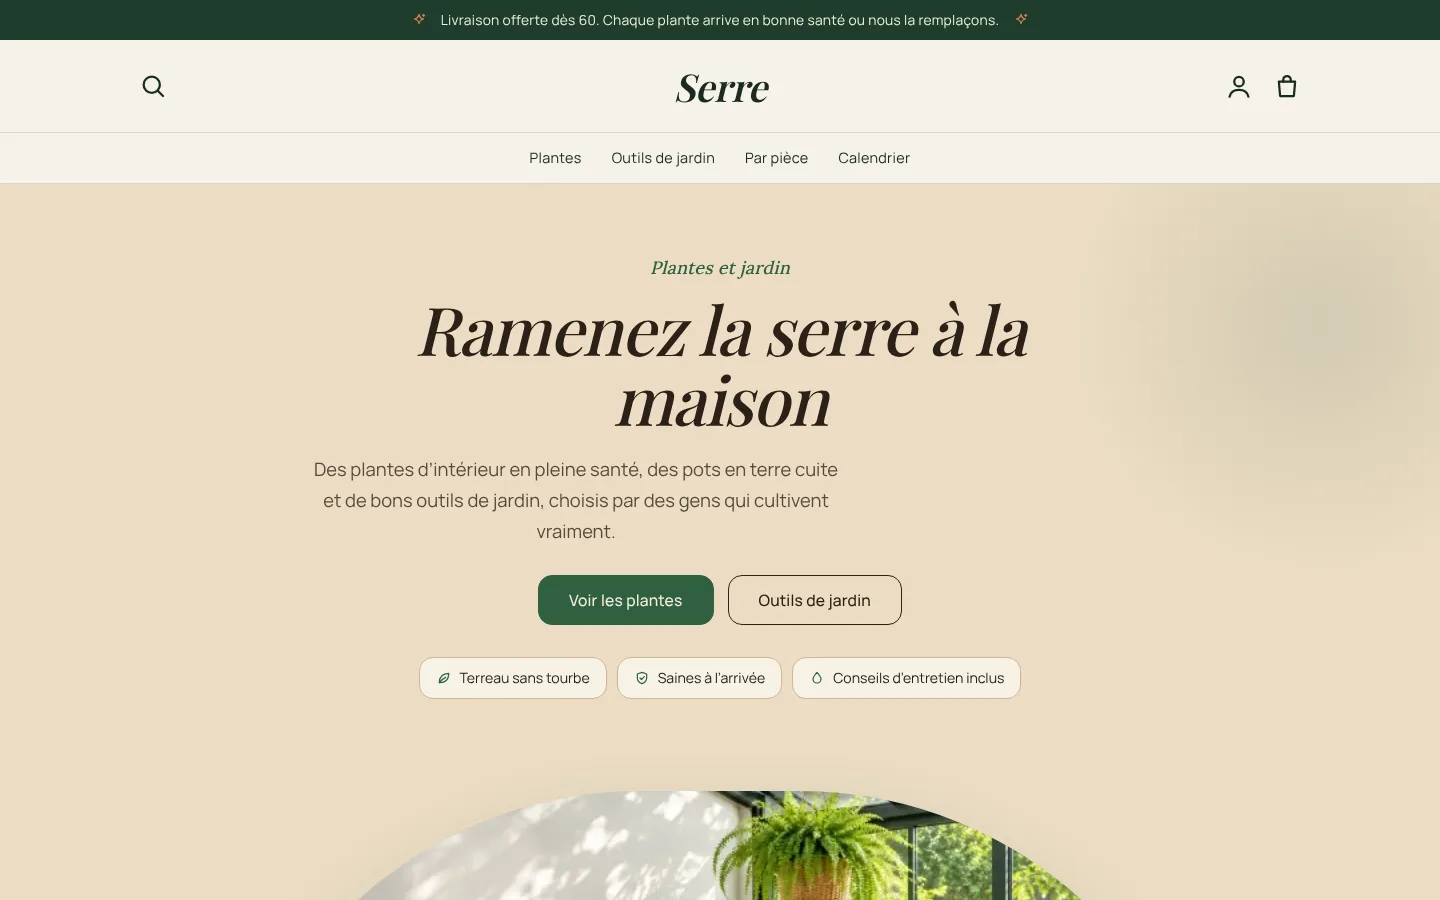 Livraison offerte dès 60. Chaque plante arrive en bonne santé ou nous la remplaçons.
Serre
Plantes
Outils de jardin
Par pièce
Calendrier
Plantes et jardin
Ramenez la serre à la
maison
Des plantes d’intérieur en pleine santé, des pots en terre cuite
et de bons outils de jardin, choisis par des gens qui cultivent
vraiment.
Voir les plantes
Outils de jardin
Terreau sans tourbe
Saines à l'arrivée
Conseils d'entretien inclus